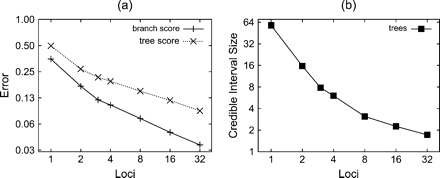 (a)
branch score
tree score
1.00
0.50
0.25
0.13
0.06
0.03
Error
1 2 4 8 16 32
Loci
(b)
trees
64
32
16
8
4
2
1
Credible Interval Size
1 2 4 8 16 32
Loci